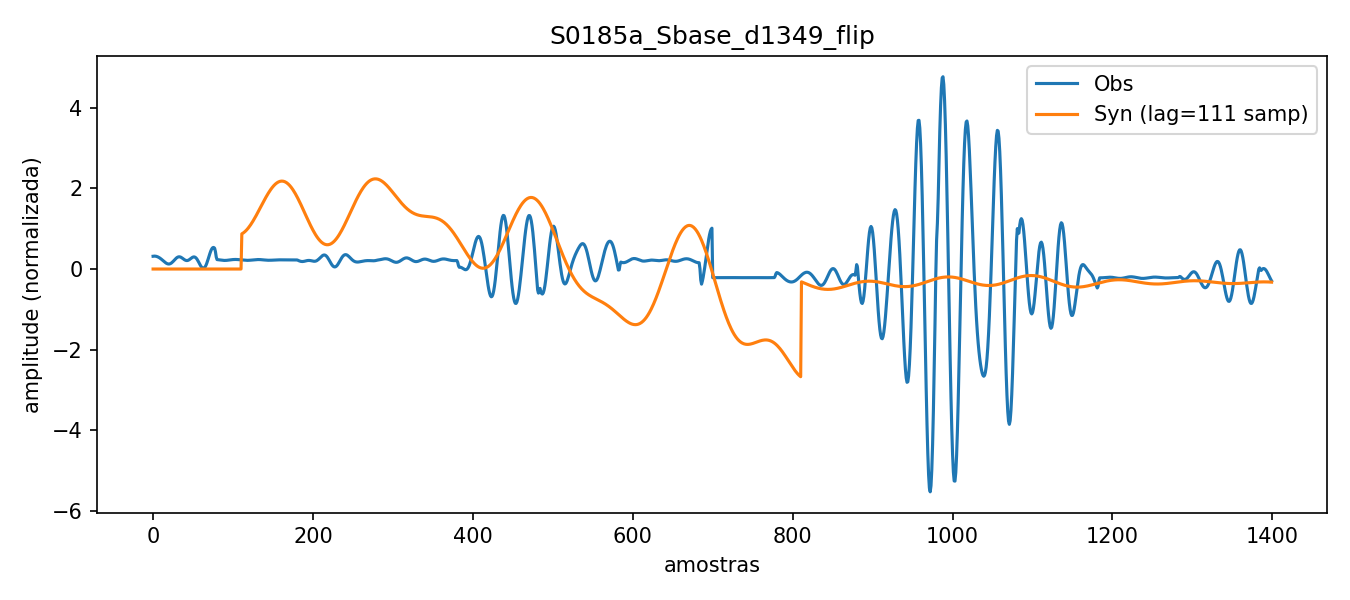 S0185a_Sbase_d1349_flip
Obs
Syn (lag=111 samp)
amplitude (normalizada)
4
2
0
−2
−4
−6
0 200 400 600 800 1000 1200 1400
amostras